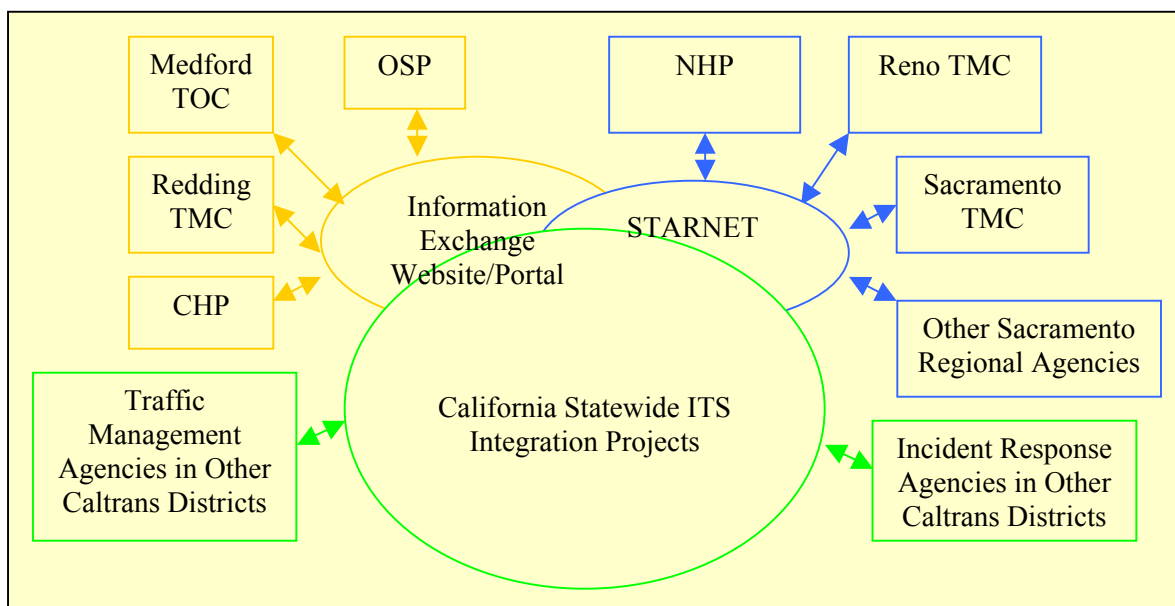 Medford
TOC
OSP
NHP
Reno TMC
Redding
TMC
Information
Exchange
Website/Portal
STARNET
Sacramento
TMC
CHP
Other Sacramento
Regional Agencies
Traffic
Management
Agencies in Other
Caltrans Districts
California Statewide ITS
Integration Projects
Incident Response
Agencies in Other
Caltrans Districts